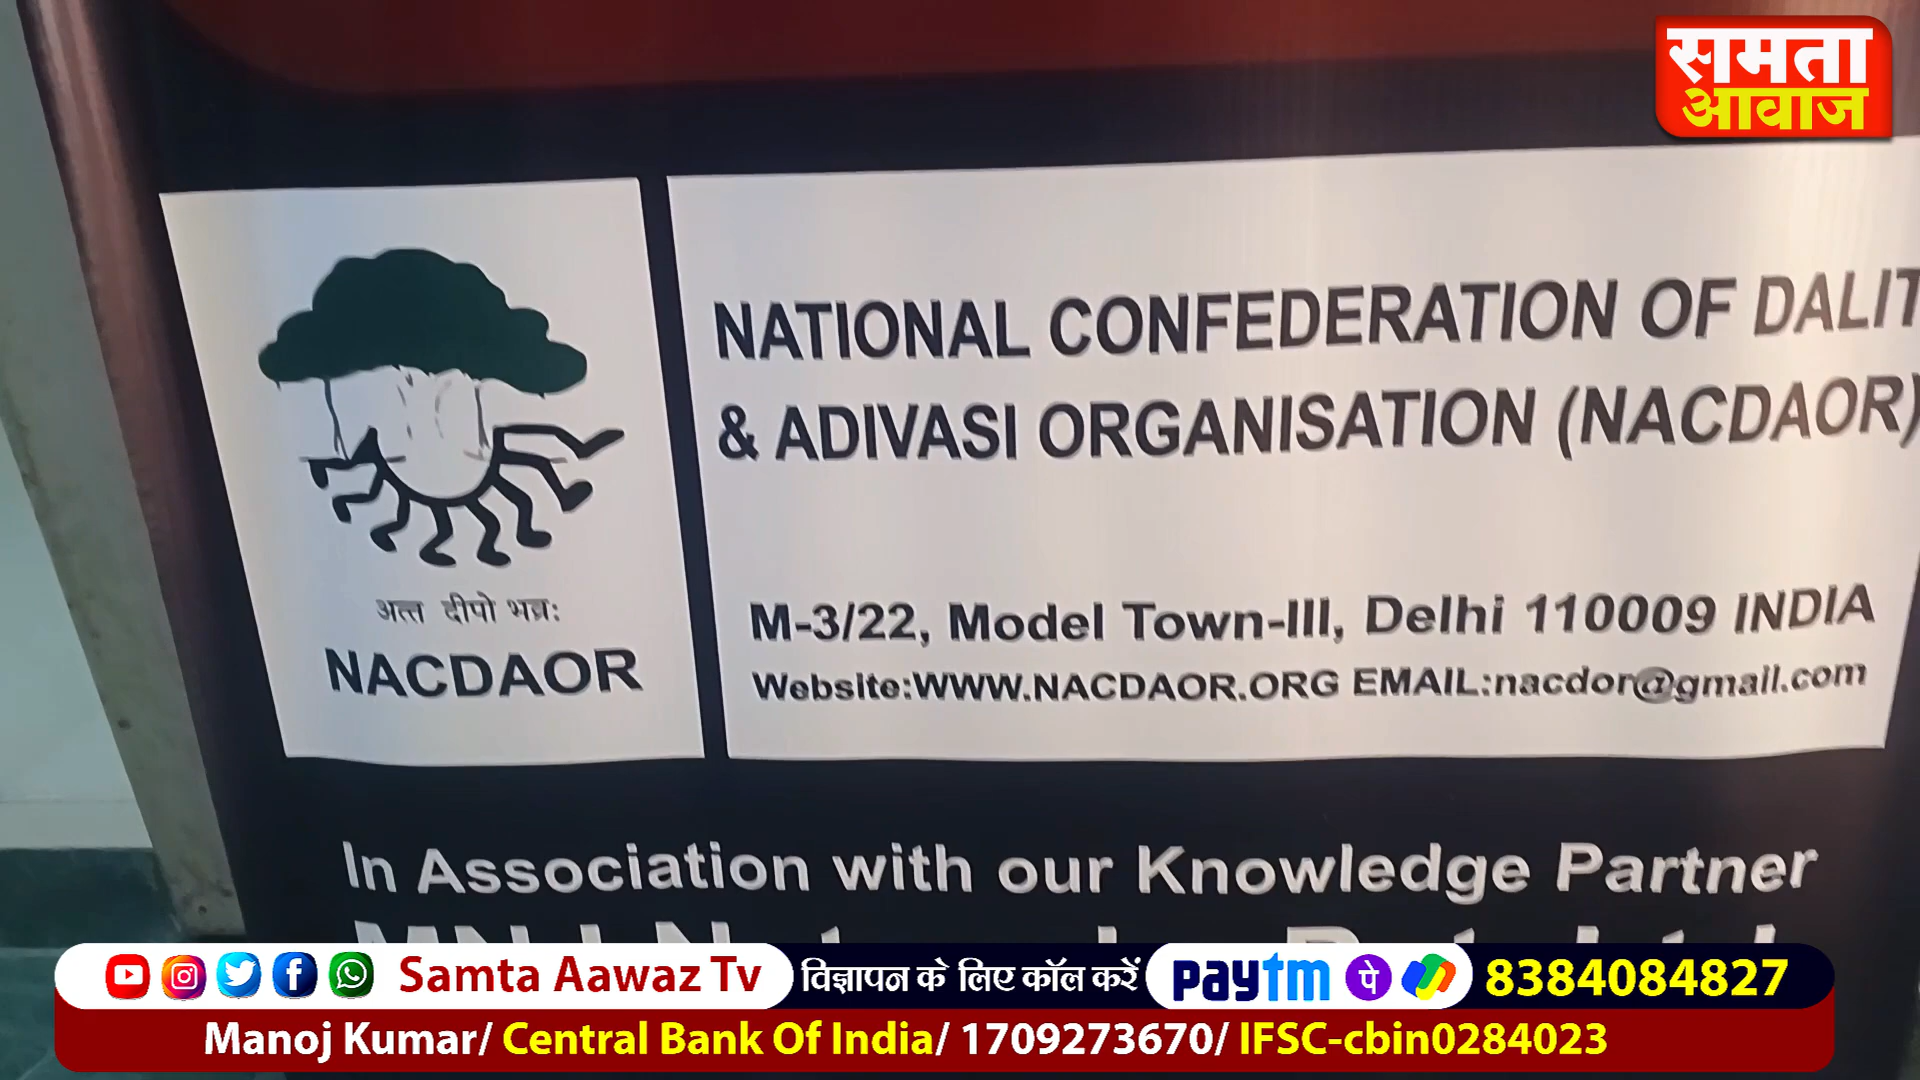 समता
आवाज
NATIONAL CONFEDERATION OF DALIT
& ADIVASI ORGANISATION (NACDAOR)
अत्त दीपो भव:
NACDAOR
M-3/22, Model Town-III, Delhi 110009 INDIA
Website:WWW.NACDAOR.ORG EMAIL:nacdor@gmail.com
In Association with our Knowledge Partner
Samta Aawaz Tv
विज्ञापन के लिए कॉल करें
paytm पे
8384084827
Manoj Kumar/ Central Bank Of India/ 1709273670/ IFSC-cbin0284023